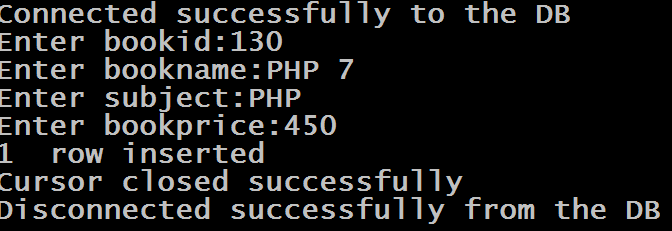 Connected successfully to the DB
Enter bookid:130
Enter bookname:PHP 7
Enter subject:PHP
Enter bookprice:450
1  row inserted
Cursor closed successfully
Disconnected successfully from the DB